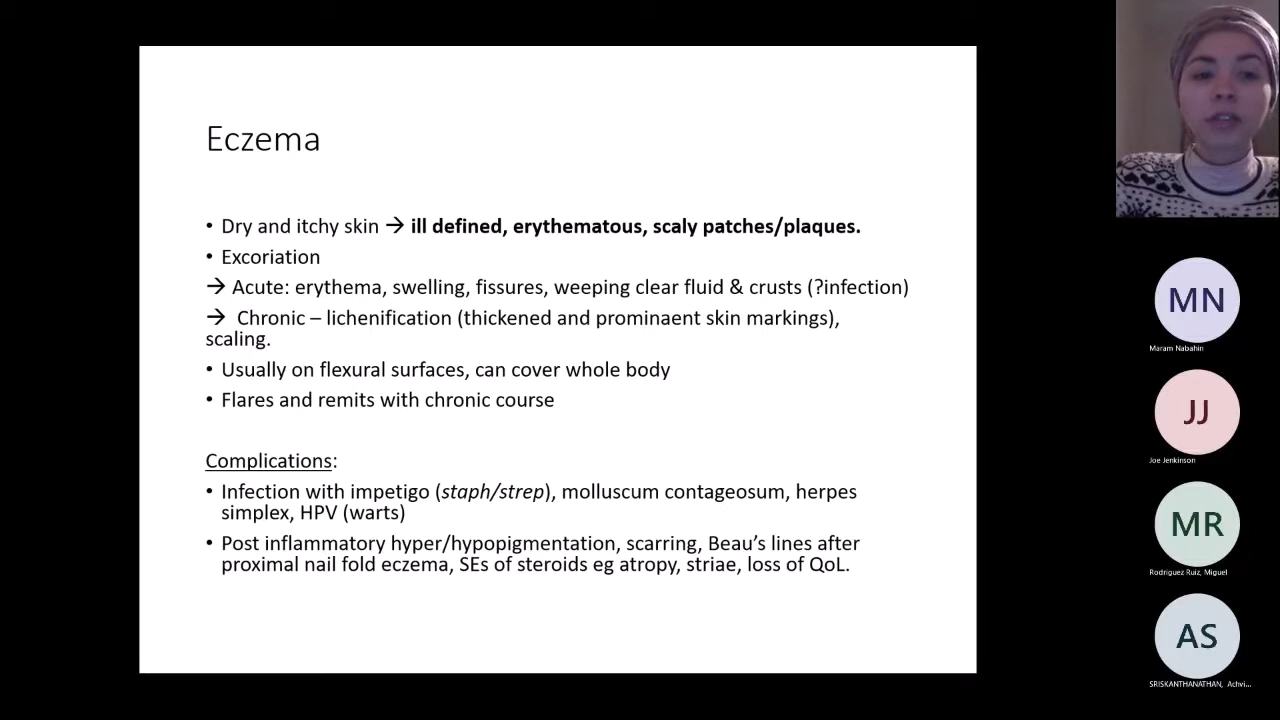 Eczema
• Dry and itchy skin → ill defined, erythematous, scaly patches/plaques.
• Excoriation
→ Acute: erythema, swelling, fissures, weeping clear fluid & crusts (?infection)
→ Chronic – lichenification (thickened and prominaent skin markings),
scaling.
• Usually on flexural surfaces, can cover whole body
• Flares and remits with chronic course
Complications:
• Infection with impetigo (staph/strep), molluscum contageosum, herpes
simplex, HPV (warts)
• Post inflammatory hyper/hypopigmentation, scarring, Beau’s lines after
proximal nail fold eczema, SEs of steroids eg atropy, striae, loss of QoL.
MN
Maram Nabahin
JJ
Joe Jenkinson
MR
Rodriguez Ruiz, Miguel
AS
SRISKANTHANATHAN, Achvi...